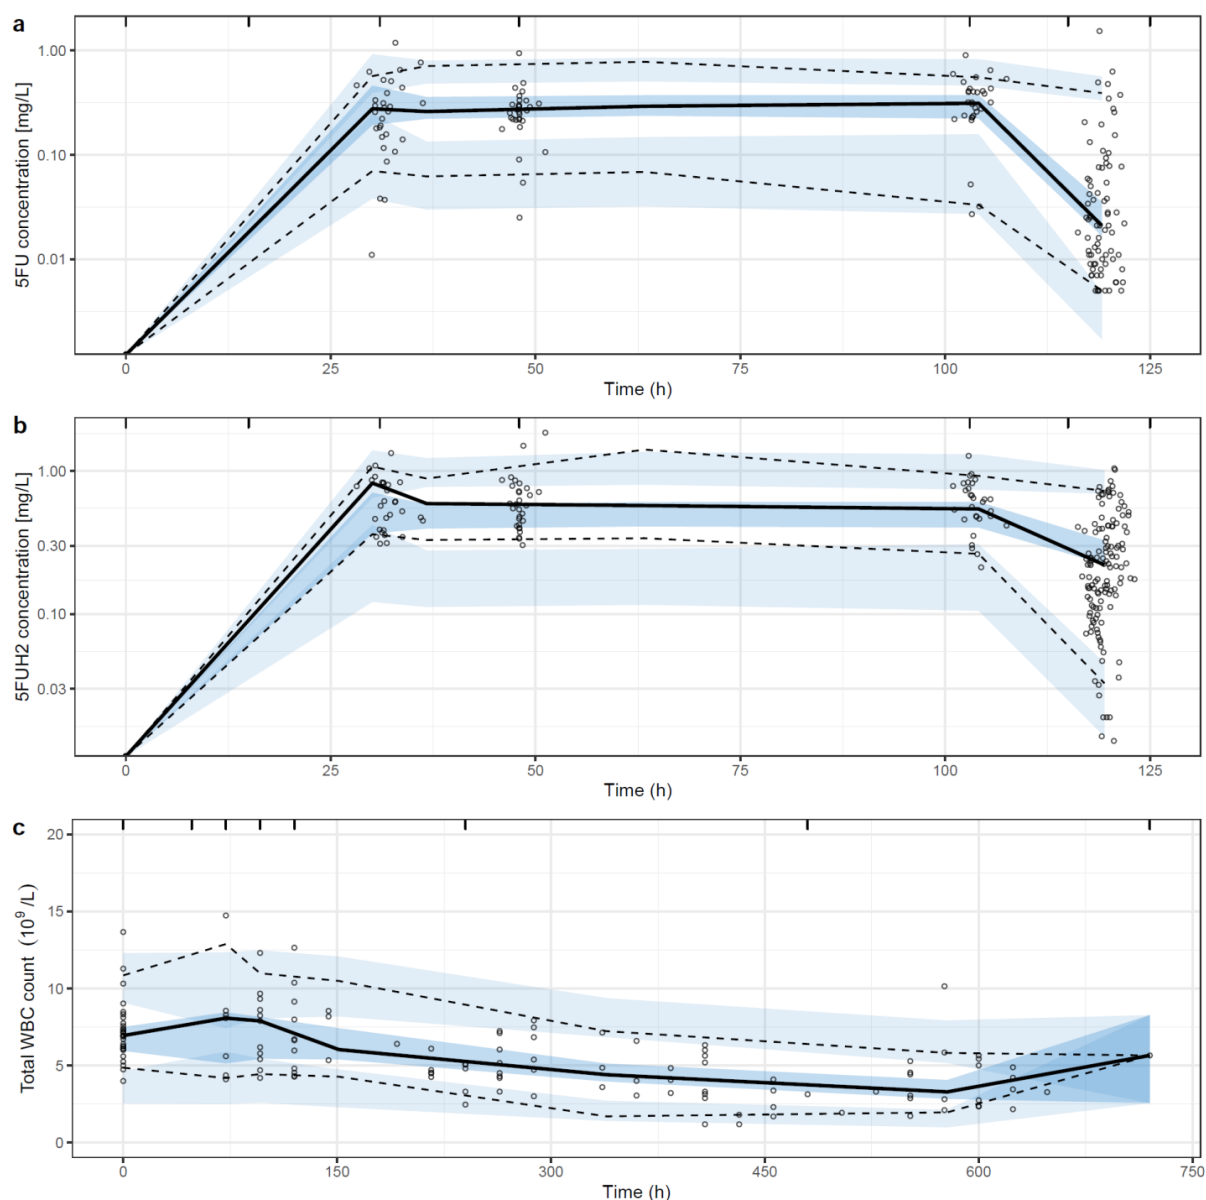 a
5FU concentration [mg/L]
1.00
0.10
0.01
0 25 50 75 100 125
Time (h)
b
5FUH2 concentration [mg/L]
1.00
0.30
0.10
0.03
0 25 50 75 100 125
Time (h)
c
Total WBC count (10⁹ /L)
20
15
10
5
0
0 150 300 450 600 750
Time (h)